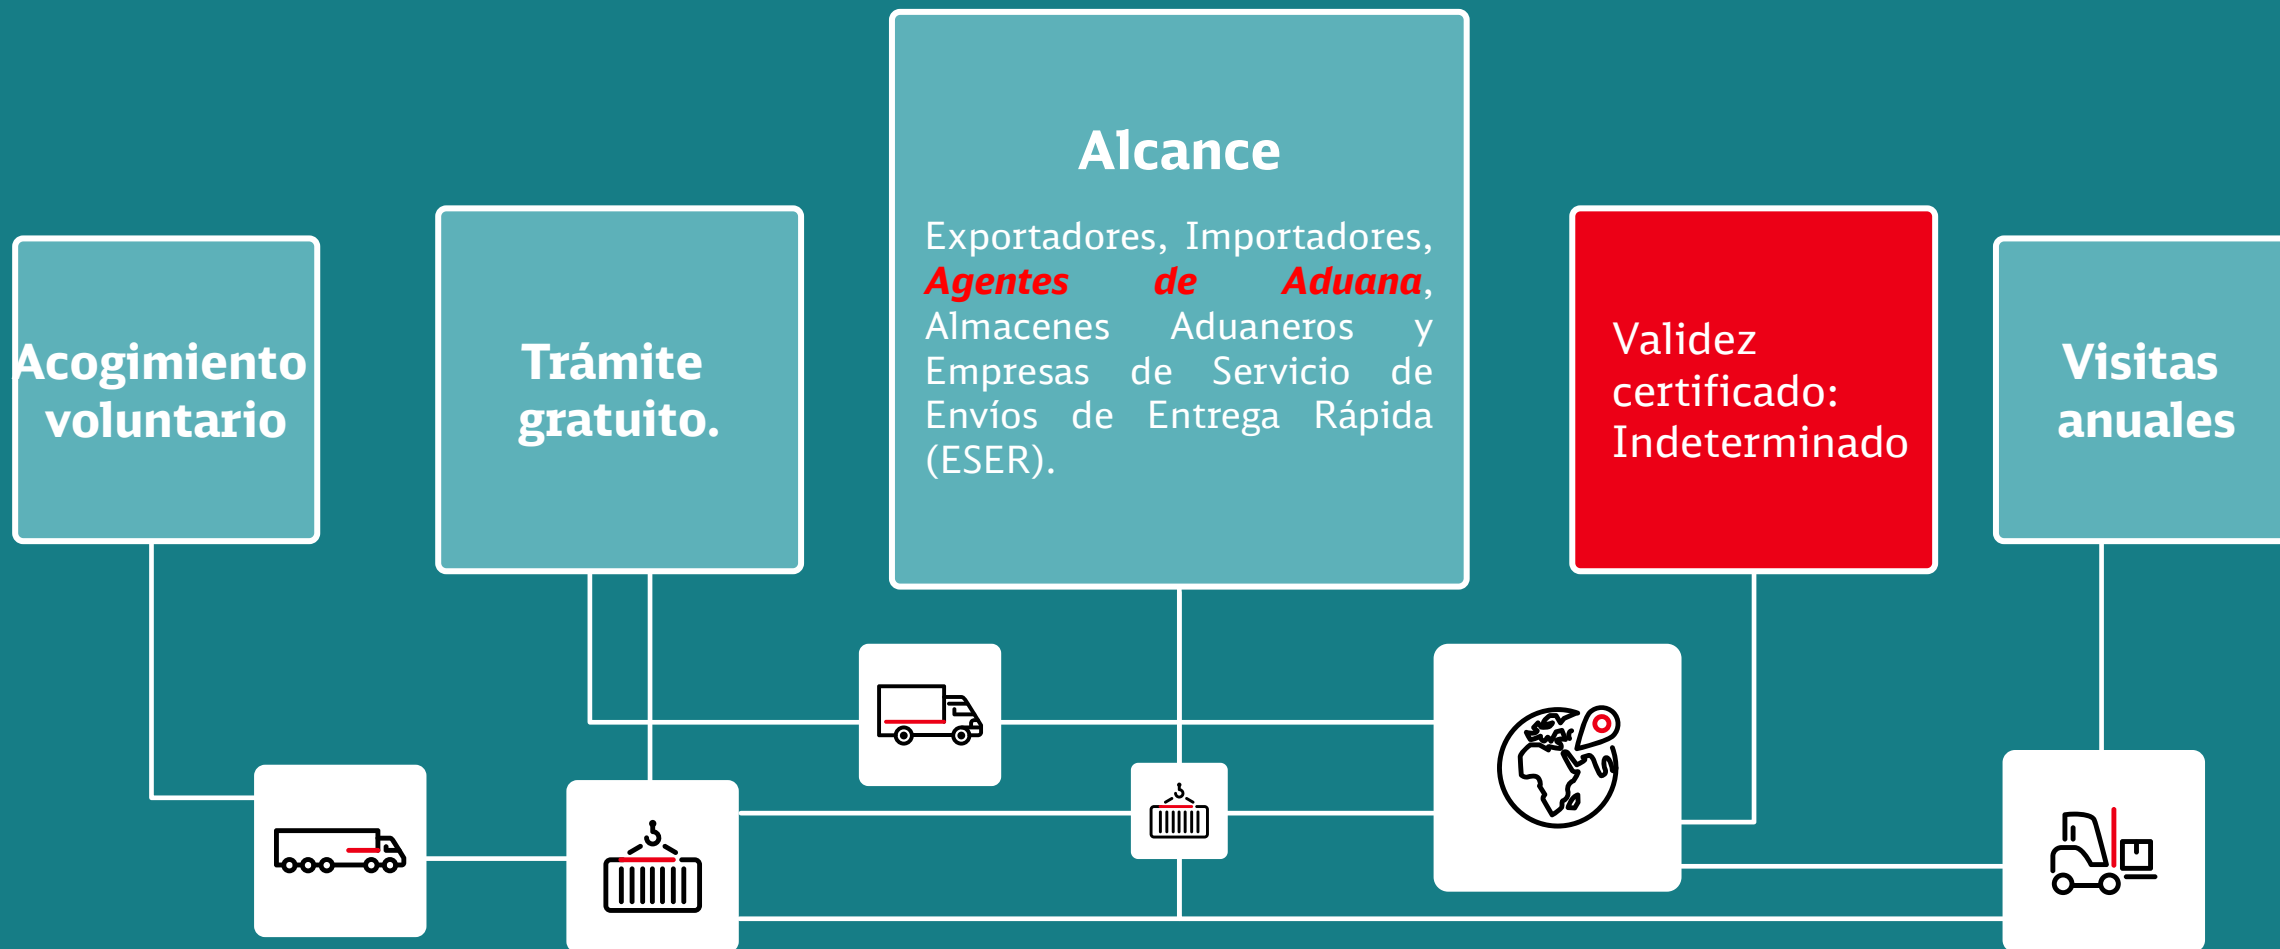 Acogimiento
voluntario
Trámite
gratuito.
Alcance
Exportadores, Importadores,
Agentes de Aduana,
Almacenes Aduaneros y
Empresas de Servicio de
Envíos de Entrega Rápida
(ESER).
Validez
certificado:
Indeterminado
Visitas
anuales